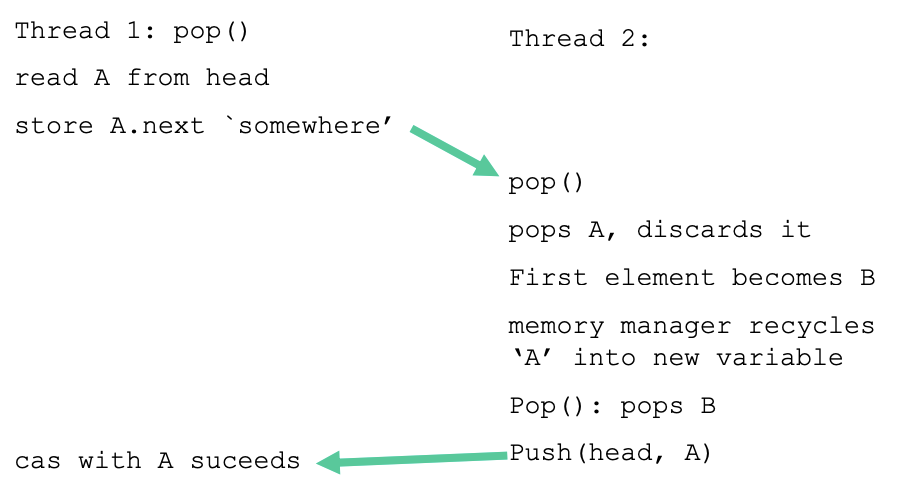 Thread 1: pop()
read A from head
store A.next `somewhere’
Thread 2:
pop()
pops A, discards it
First element becomes B
memory manager recycles
‘A’ into new variable
Pop(): pops B
Push(head, A)
cas with A suceeds